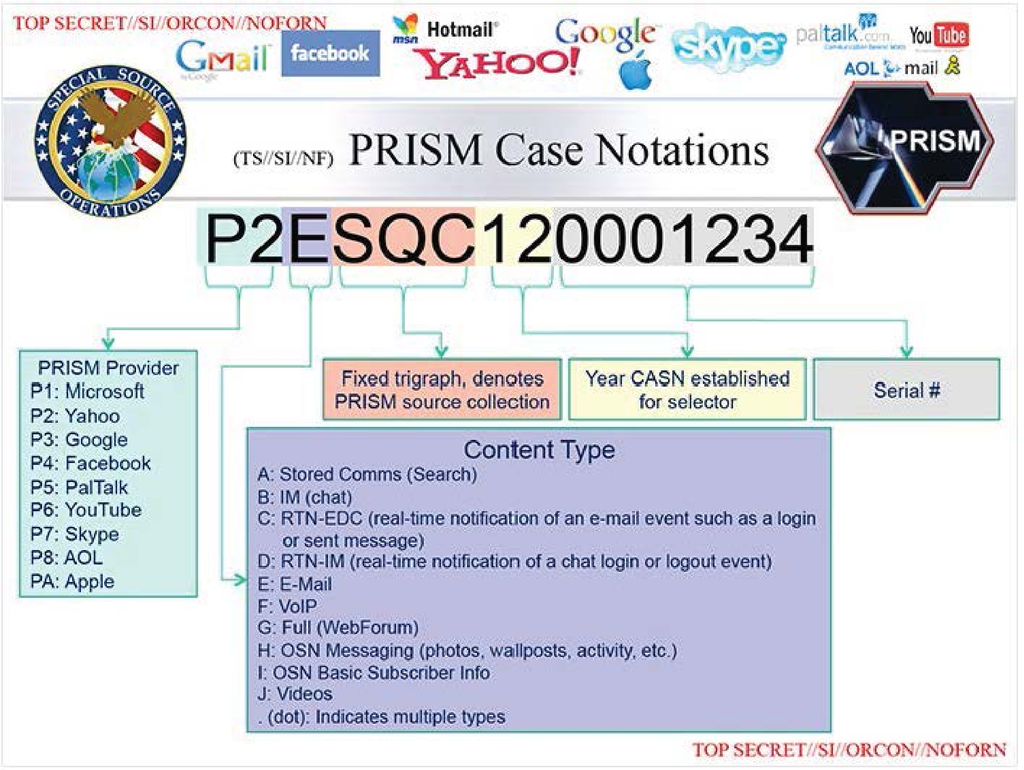 TOP SECRET//SI//ORCON//NOFORN
Gmail
by Google
facebook
msn
Hotmail
YAHOO!
Google
skype
paltalk.com
YouTube
AOL mail
SPECIAL SOURCE
OPERATIONS
(TS//SI//NF) PRISM Case Notations
PRISM
P2ESQC120001234
PRISM Provider
P1: Microsoft
P2: Yahoo
P3: Google
P4: Facebook
P5: PalTalk
P6: YouTube
P7: Skype
P8: AOL
PA: Apple
Fixed trigraph, denotes
PRISM source collection
Year CASN established
for selector
Serial #
Content Type
A: Stored Comms (Search)
B: IM (chat)
C: RTN-EDC (real-time notification of an e-mail event such as a login
or sent message)
D: RTN-IM (real-time notification of a chat login or logout event)
E: E-Mail
F: VoIP
G: Full (WebForum)
H: OSN Messaging (photos, wallposts, activity, etc.)
I: OSN Basic Subscriber Info
J: Videos
. (dot): Indicates multiple types
TOP SECRET//SI//ORCON//NOFORN